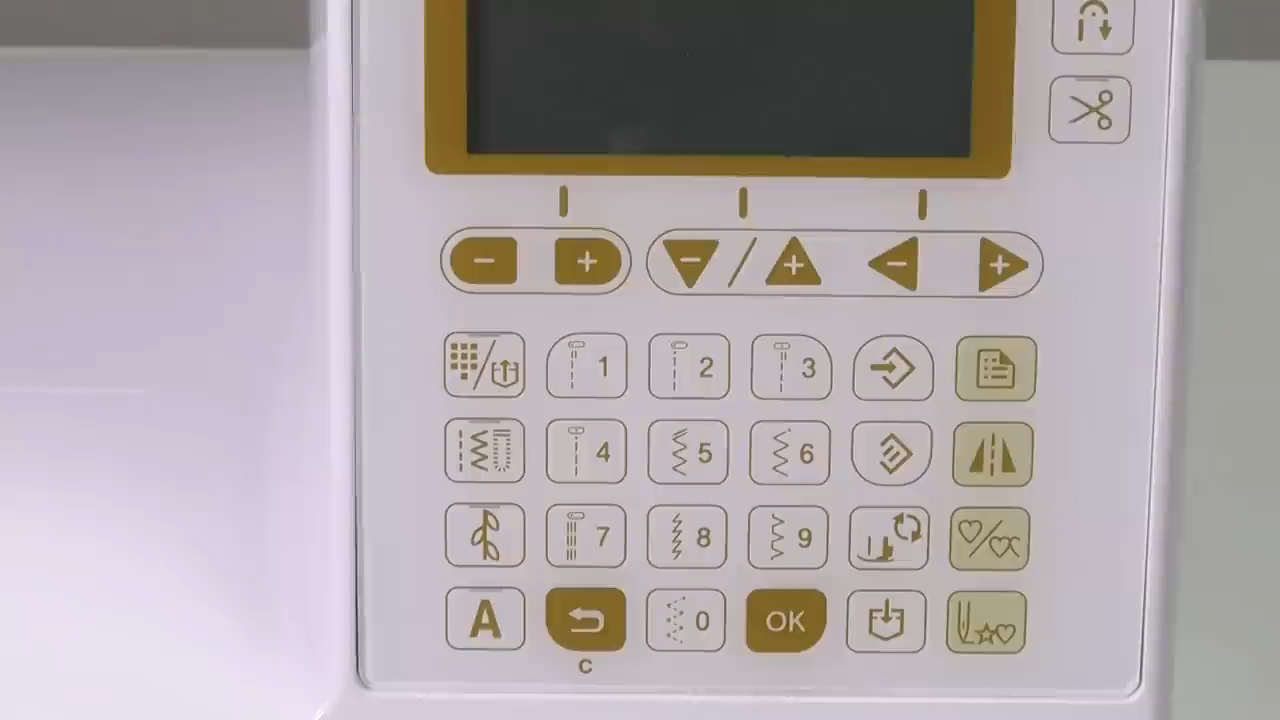 − + − / + − +
1 2 3
4 5 6
7 8 9
A 0 OK
C